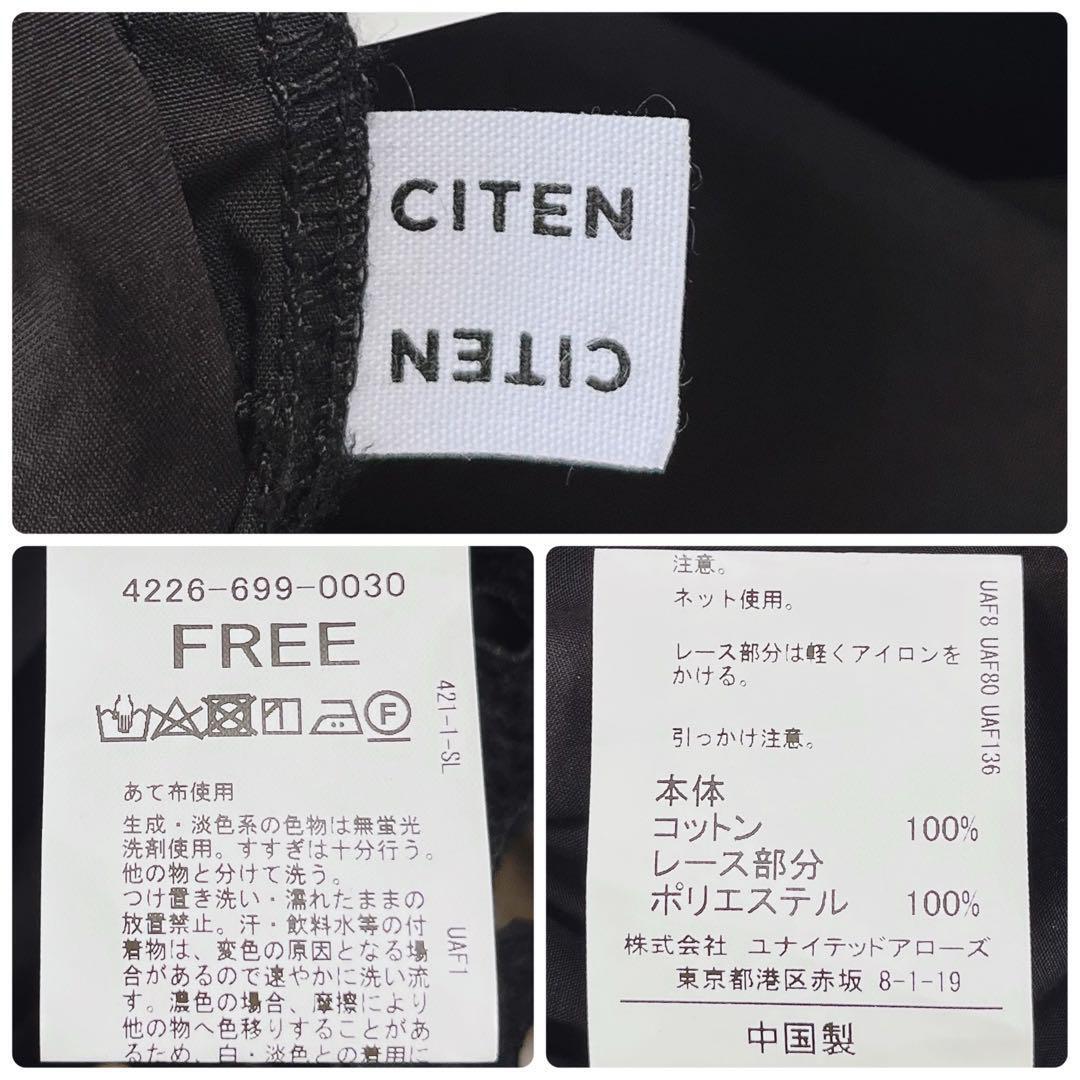 CITEN
CITEN
4226-699-0030
FREE
F
421-1-SL
あて布使用
生成・淡色系の色物は無蛍光
洗剤使用。すすぎは十分行う。
他の物と分けて洗う。
つけ置き洗い・濡れたままの
放置禁止。汗・飲料水等の付
着物は、変色の原因となる場
合があるので速やかに洗い流
す。濃色の場合、摩擦により
他の物へ色移りすることがあ
るため、白・淡色との着用に
UAF1
注意。
ネット使用。
レース部分は軽くアイロンを
かける。
引っかけ注意。
UAF8 UAF80 UAF136
本体
コットン 100%
レース部分
ポリエステル 100%
株式会社 ユナイテッドアローズ
東京都港区赤坂 8-1-19
中国製